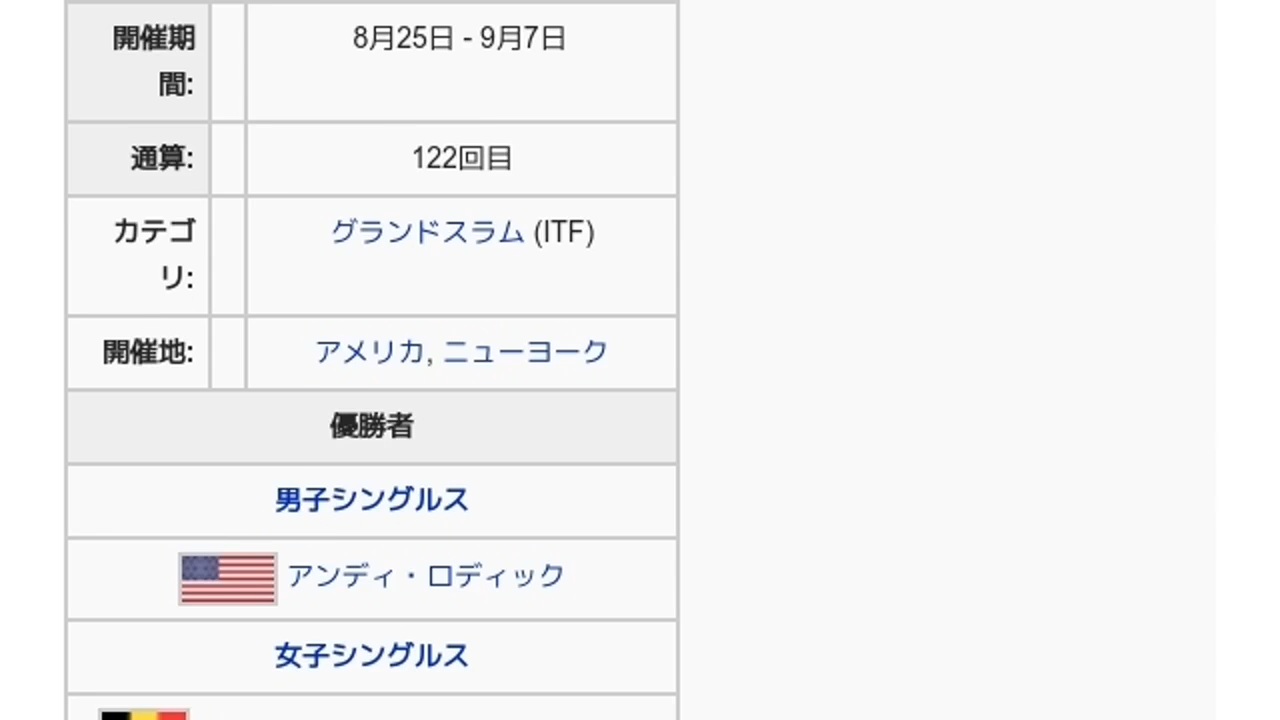 開催期
間:
8月25日 - 9月7日
通算:
122回目
カテゴ
リ:
グランドスラム (ITF)
開催地:
アメリカ, ニューヨーク
優勝者
男子シングルス
アンディ・ロディック
女子シングルス